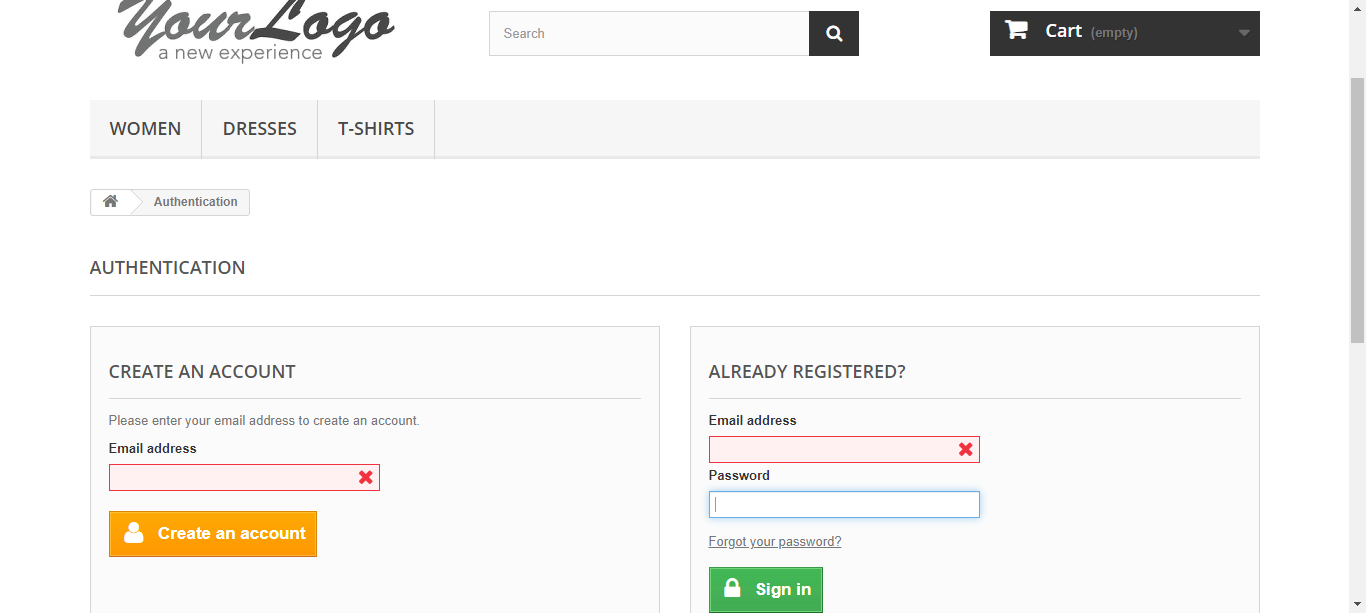 YourLogo
a new experience
Search
Cart (empty)
WOMEN
DRESSES
T-SHIRTS
Authentication
AUTHENTICATION
CREATE AN ACCOUNT
Please enter your email address to create an account.
Email address
Create an account
ALREADY REGISTERED?
Email address
Password
Forgot your password?
Sign in